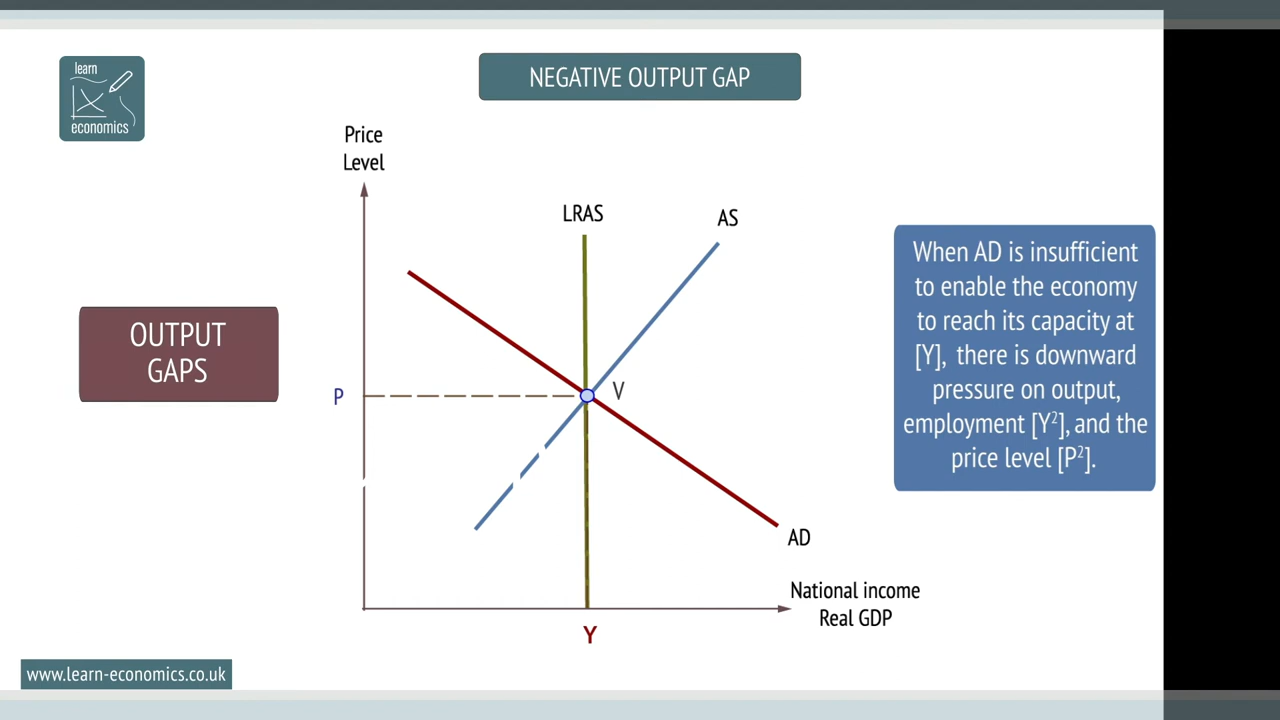 learn
economics
NEGATIVE OUTPUT GAP
Price
Level
LRAS
AS
OUTPUT
GAPS
P
V
AD
National income
Real GDP
Y
When AD is insufficient
to enable the economy
to reach its capacity at
[Y], there is downward
pressure on output,
employment [Y²], and the
price level [P²].
www.learn-economics.co.uk